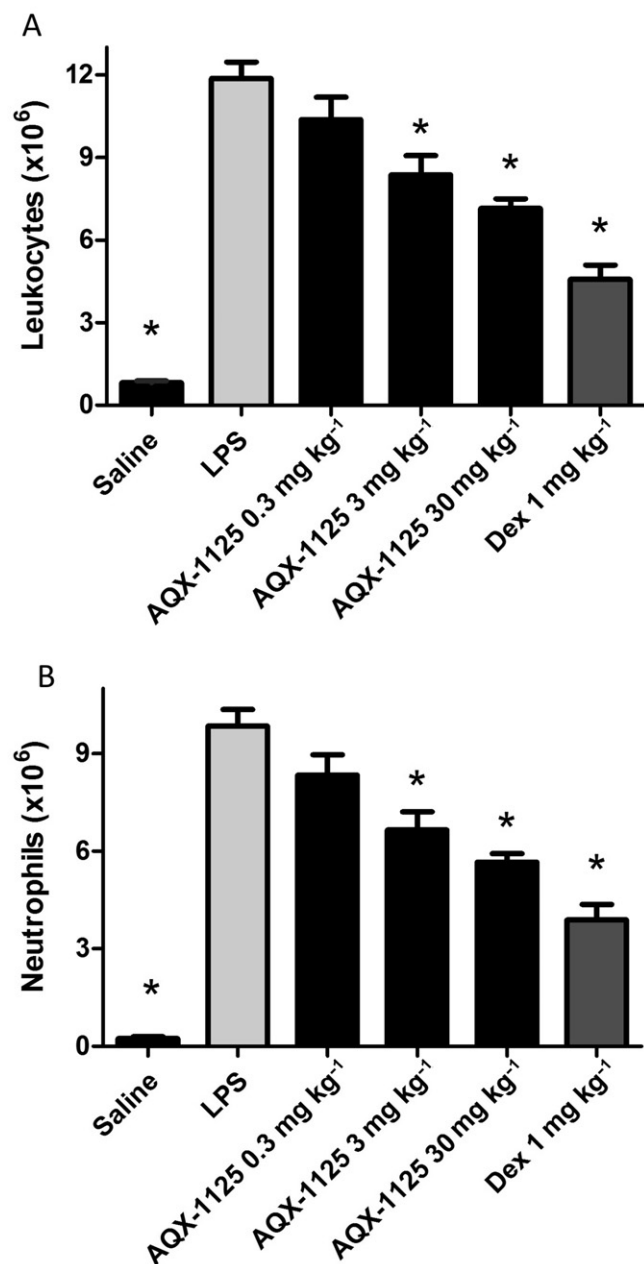 A
Leukocytes (x10⁶)
12
9
6
3
0
*
*
*
*
Saline
LPS
AQX-1125 0.3 mg kg⁻¹
AQX-1125 3 mg kg⁻¹
AQX-1125 30 mg kg⁻¹
Dex 1 mg kg⁻¹
B
Neutrophils (x10⁶)
9
6
3
0
*
*
*
*
Saline
LPS
AQX-1125 0.3 mg kg⁻¹
AQX-1125 3 mg kg⁻¹
AQX-1125 30 mg kg⁻¹
Dex 1 mg kg⁻¹